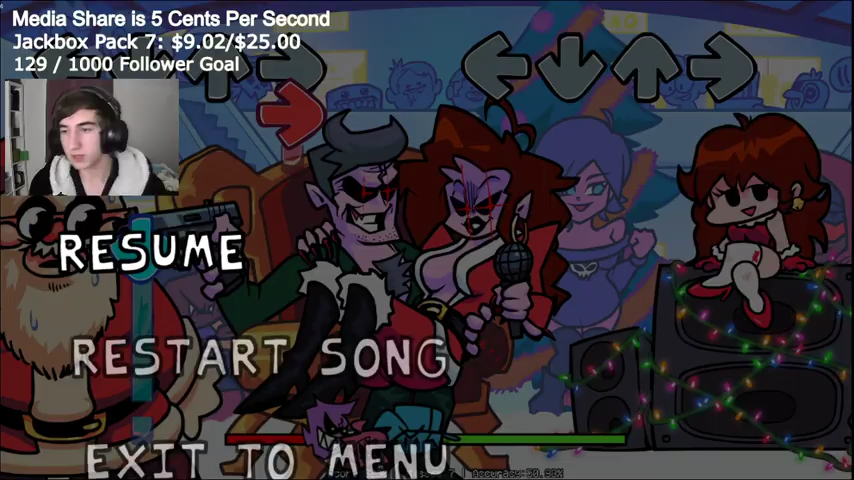 Media Share is 5 Cents Per Second
Jackbox Pack 7: $9.02/$25.00
129 / 1000 Follower Goal
RESUME
RESTART SONG
EXIT TO MENU
Accuracy: